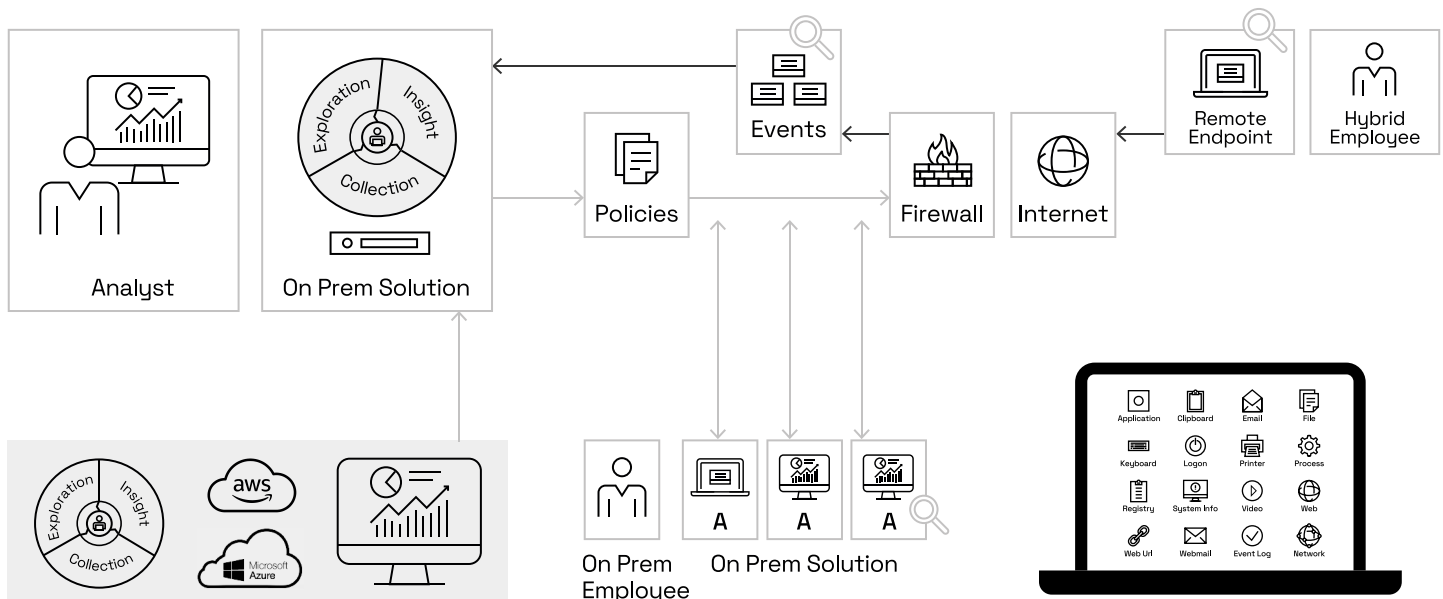 Exploration
Insight
Collection
Analyst
On Prem Solution
Policies
Events
Firewall
Internet
Remote
Endpoint
Hybrid
Employee
Exploration
Insight
Collection
aws
Microsoft
Azure
On Prem
Employee
A
A
A
On Prem Solution
Application
Clipboard
Email
File
Keyboard
Logon
Printer
Process
Registry
System Info
Video
Web
Web Url
Webmail
Event Log
Network